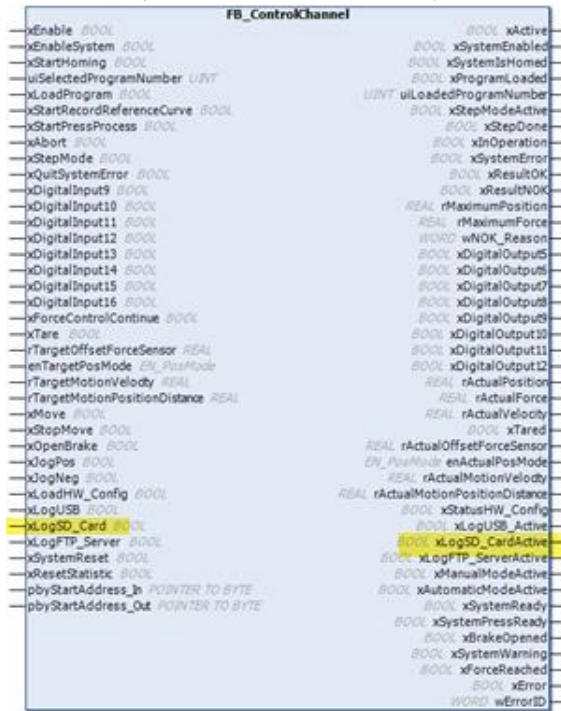 FB_ControlChannel
xEnable BOOL
xEnableSystem BOOL
xStartHoming BOOL
uiSelectedProgramNumber UINT
xLoadProgram BOOL
xStartRecordReferenceCurve BOOL
xStartPressProcess BOOL
xAbort BOOL
xStepMode BOOL
xQuitSystemError BOOL
xDigitalInput9 BOOL
xDigitalInput10 BOOL
xDigitalInput11 BOOL
xDigitalInput12 BOOL
xDigitalInput13 BOOL
xDigitalInput14 BOOL
xDigitalInput15 BOOL
xDigitalInput16 BOOL
xForceControlContinue BOOL
xTare BOOL
rTargetOffsetForceSensor REAL
enTargetPosMode EN_PosMode
rTargetMotionVelocity REAL
rTargetMotionPositionDistance REAL
xMove BOOL
xStopMove BOOL
xOpenBrake BOOL
xJogPos BOOL
xJogNeg BOOL
xLoadHW_Config BOOL
xLogUSB BOOL
xLogSD_Card BOOL
xLogFTP_Server BOOL
xSystemReset BOOL
xResetStatistic BOOL
pbyStartAddress_In POINTER TO BYTE
pbyStartAddress_Out POINTER TO BYTE
BOOL xActive
BOOL xSystemEnabled
BOOL xSystemIsHomed
BOOL xProgramLoaded
UINT uiLoadedProgramNumber
BOOL xStepModeActive
BOOL xStepDone
BOOL xInOperation
BOOL xSystemError
BOOL xResultOK
BOOL xResultNOK
REAL rMaximumPosition
REAL rMaximumForce
WORD wNOK_Reason
BOOL xDigitalOutput5
BOOL xDigitalOutput6
BOOL xDigitalOutput7
BOOL xDigitalOutput8
BOOL xDigitalOutput9
BOOL xDigitalOutput10
BOOL xDigitalOutput11
BOOL xDigitalOutput12
REAL rActualPosition
REAL rActualForce
REAL rActualVelocity
BOOL xTared
REAL rActualOffsetForceSensor
EN_PosMode enActualPosMode
REAL rActualMotionVelocity
REAL rActualMotionPositionDistance
BOOL xStatusHW_Config
BOOL xLogUSB_Active
BOOL xLogSD_CardActive
BOOL xLogFTP_ServerActive
BOOL xManualModeActive
BOOL xAutomaticModeActive
BOOL xSystemReady
BOOL xSystemPressReady
BOOL xBrakeOpened
BOOL xSystemWarning
BOOL xForceReached
BOOL xError
WORD wErrorID